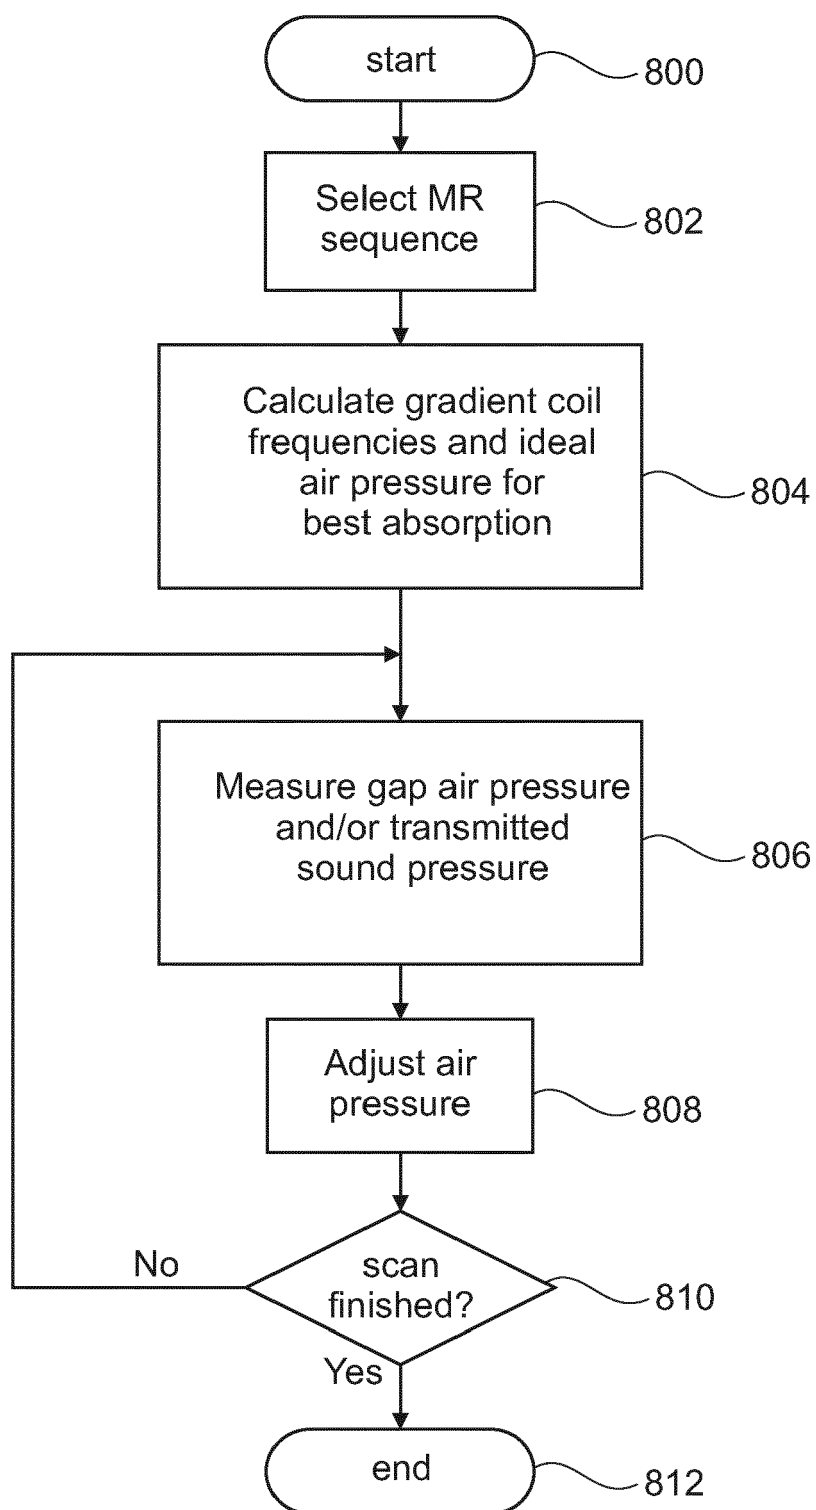 start
800
Select MR
sequence
802
Calculate gradient coil
frequencies and ideal
air pressure for
best absorption
804
Measure gap air pressure
and/or transmitted
sound pressure
806
Adjust air
pressure
808
scan
finished?
810
No
Yes
end
812